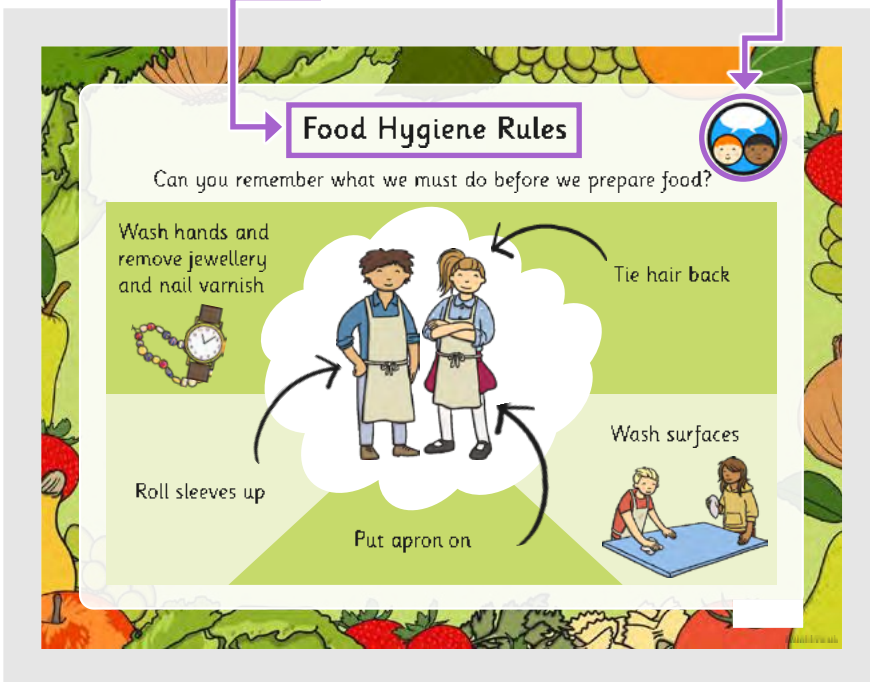 Food Hygiene Rules
Can you remember what we must do before we prepare food?
Wash hands and
remove jewellery
and nail varnish
Tie hair back
Roll sleeves up
Put apron on
Wash surfaces